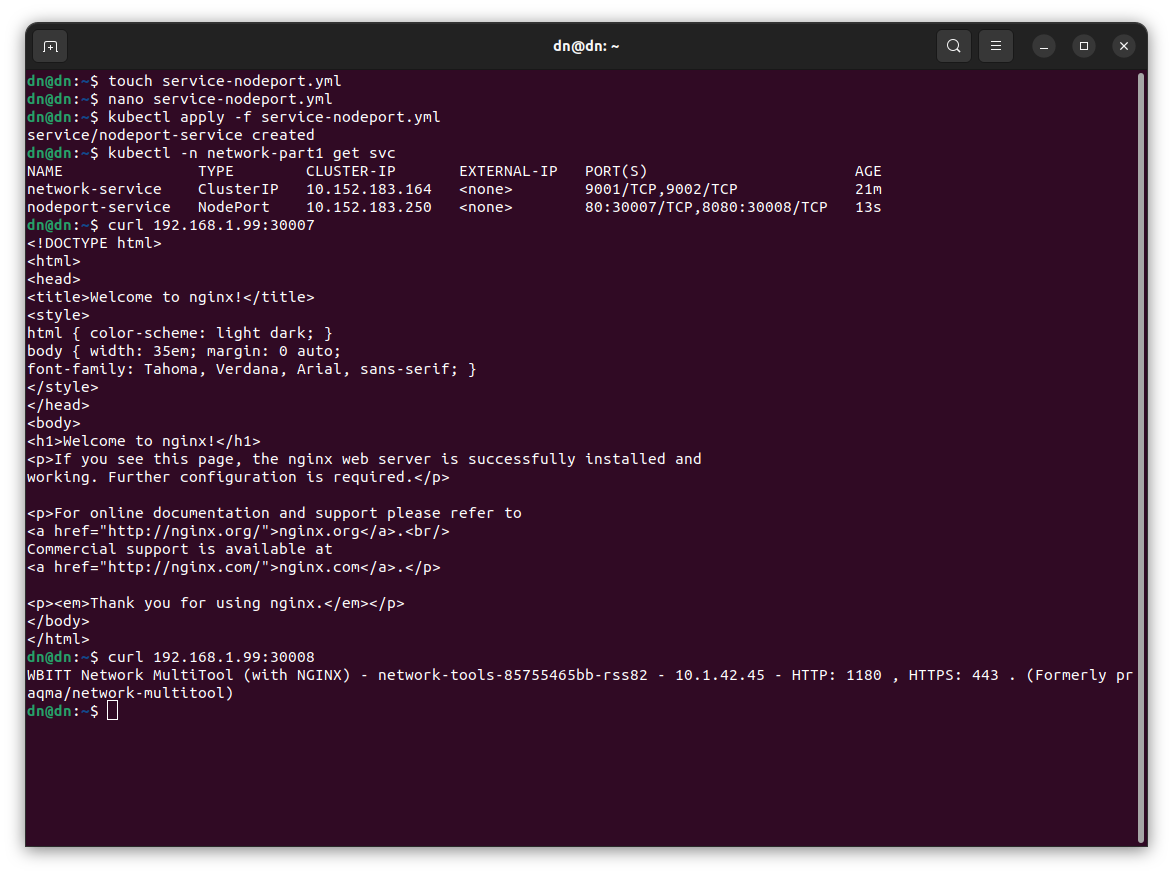 dn@dn: ~
dn@dn:~$ touch service-nodeport.yml
dn@dn:~$ nano service-nodeport.yml
dn@dn:~$ kubectl apply -f service-nodeport.yml
service/nodeport-service created
dn@dn:~$ kubectl -n network-part1 get svc
NAME               TYPE        CLUSTER-IP       EXTERNAL-IP   PORT(S)                       AGE
network-service    ClusterIP   10.152.183.164   <none>        9001/TCP,9002/TCP             21m
nodeport-service   NodePort    10.152.183.250   <none>        80:30007/TCP,8080:30008/TCP   13s
dn@dn:~$ curl 192.168.1.99:30007
<!DOCTYPE html>
<html>
<head>
<title>Welcome to nginx!</title>
<style>
html { color-scheme: light dark; }
body { width: 35em; margin: 0 auto;
font-family: Tahoma, Verdana, Arial, sans-serif; }
</style>
</head>
<body>
<h1>Welcome to nginx!</h1>
<p>If you see this page, the nginx web server is successfully installed and
working. Further configuration is required.</p>

<p>For online documentation and support please refer to
<a href="http://nginx.org/">nginx.org</a>.<br/>
Commercial support is available at
<a href="http://nginx.com/">nginx.com</a>.</p>

<p><em>Thank you for using nginx.</em></p>
</body>
</html>
dn@dn:~$ curl 192.168.1.99:30008
WBITT Network MultiTool (with NGINX) - network-tools-85755465bb-rss82 - 10.1.42.45 - HTTP: 1180 , HTTPS: 443 . (Formerly pr
aqma/network-multitool)
dn@dn:~$